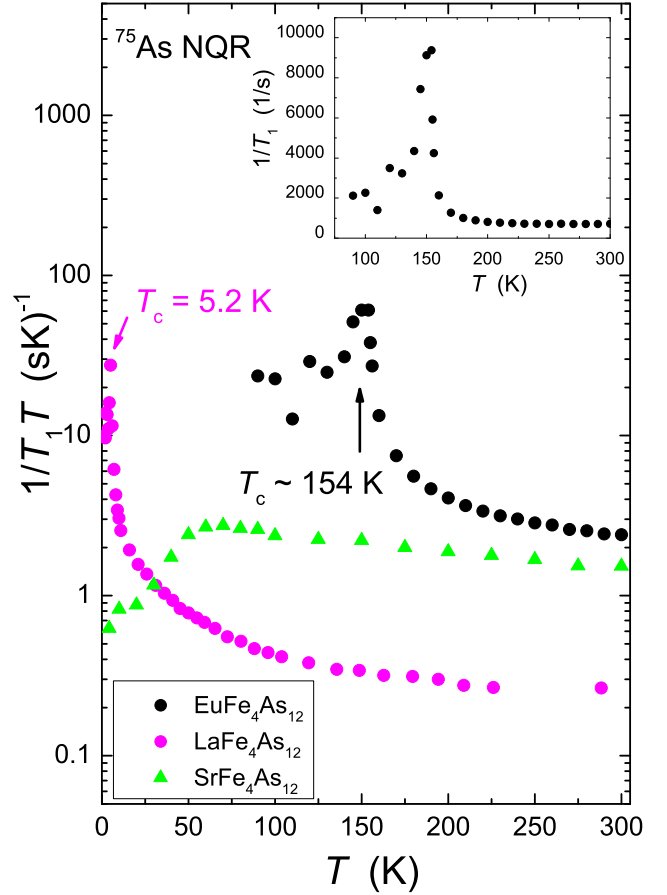 ⁷⁵As NQR
1/T₁T (sK)⁻¹
1000
100
10
1
0.1
0 50 100 150 200 250 300
T (K)
T_c = 5.2 K
T_c ~ 154 K
EuFe₄As₁₂
LaFe₄As₁₂
SrFe₄As₁₂
1/T₁ (1/s)
10000
8000
6000
4000
2000
0
100 150 200 250 300
T (K)